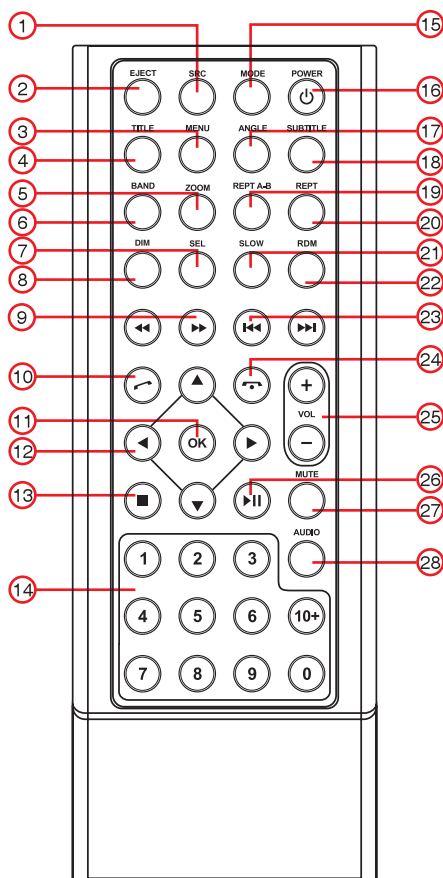 1
15
EJECT SRC MODE POWER
2
16
3
17
TITLE MENU ANGLE SUBTITLE
4
18
5
19
BAND ZOOM REPT A-B REPT
6
20
7
21
DIM SEL SLOW RDM
8
22
9
23
10
24
+
11
OK
VOL
25
12
−
13
26
MUTE
27
AUDIO
1 2 3
28
14
4 5 6 10+
7 8 9 0